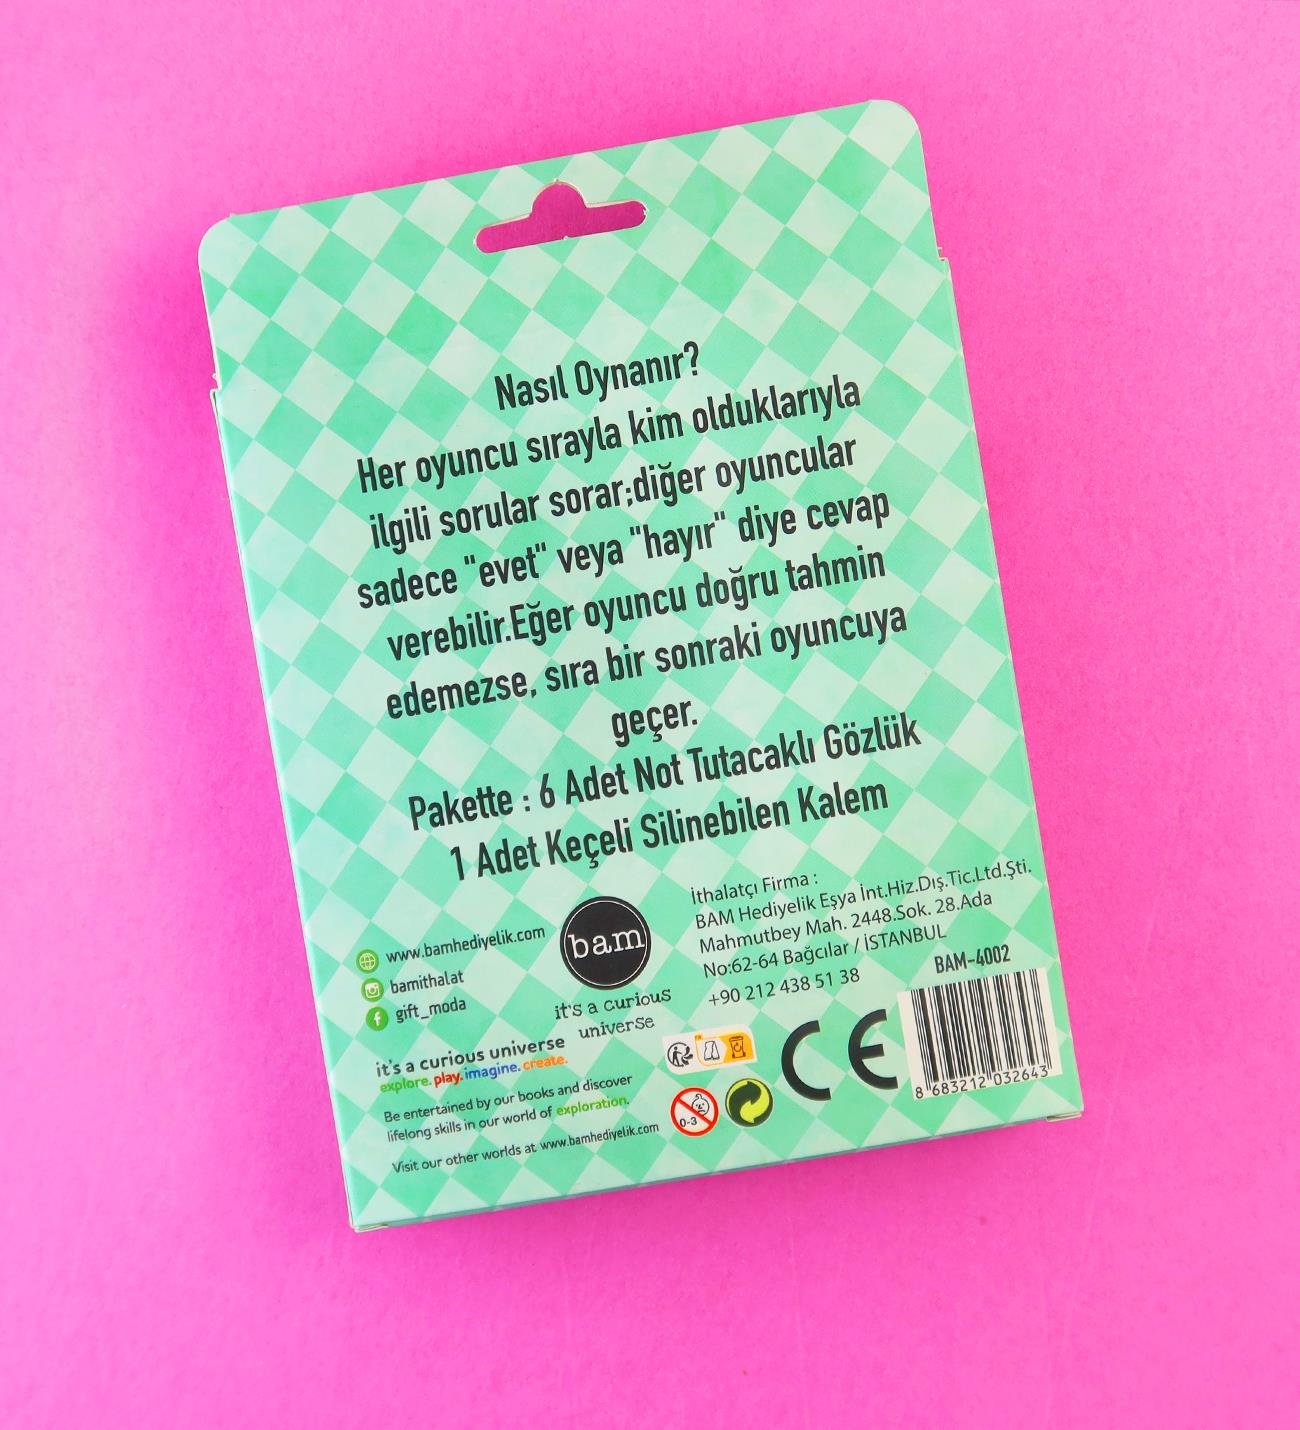 Nasıl Oynanır?
Her oyuncu sırayla kim olduklarıyla
ilgili sorular sorar;diğer oyuncular
sadece "evet" veya "hayır" diye cevap
verebilir.Eğer oyuncu doğru tahmin
edemezse, sıra bir sonraki oyuncuya
geçer.
Pakette : 6 Adet Not Tutacaklı Gözlük
1 Adet Keçeli Silinebilen Kalem
www.bamhediyelik.com
bamithalat
gift_moda
bam
it's a curious
universe
İthalatçı Firma :
BAM Hediyelik Eşya İnt.Hiz.Dış.Tic.Ltd.Şti.
Mahmutbey Mah. 2448.Sok. 28.Ada
No:62-64 Bağcılar / İSTANBUL
+90 212 438 51 38
BAM-4002
it's a curious universe
explore.play.imagine.create.
Be entertained by our books and discover
lifelong skills in our world of exploration.
Visit our other worlds at www.bamhediyelik.com
0-3
CE
8 683212 032643